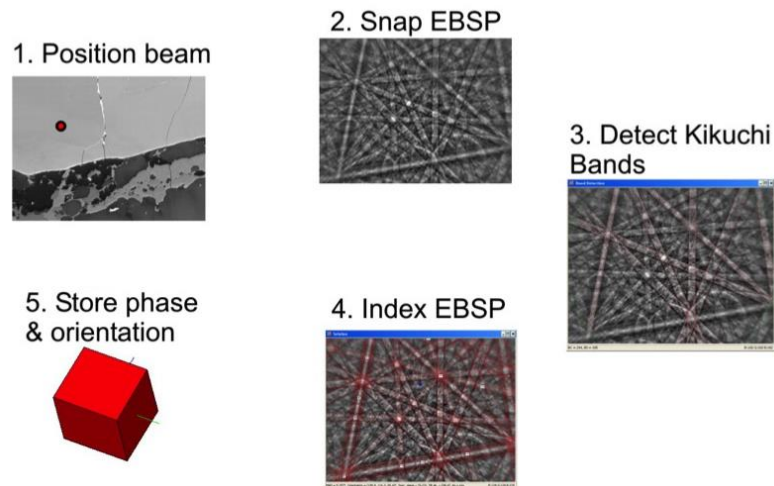 1. Position beam
2. Snap EBSP
3. Detect Kikuchi
Bands
4. Index EBSP
5. Store phase
& orientation